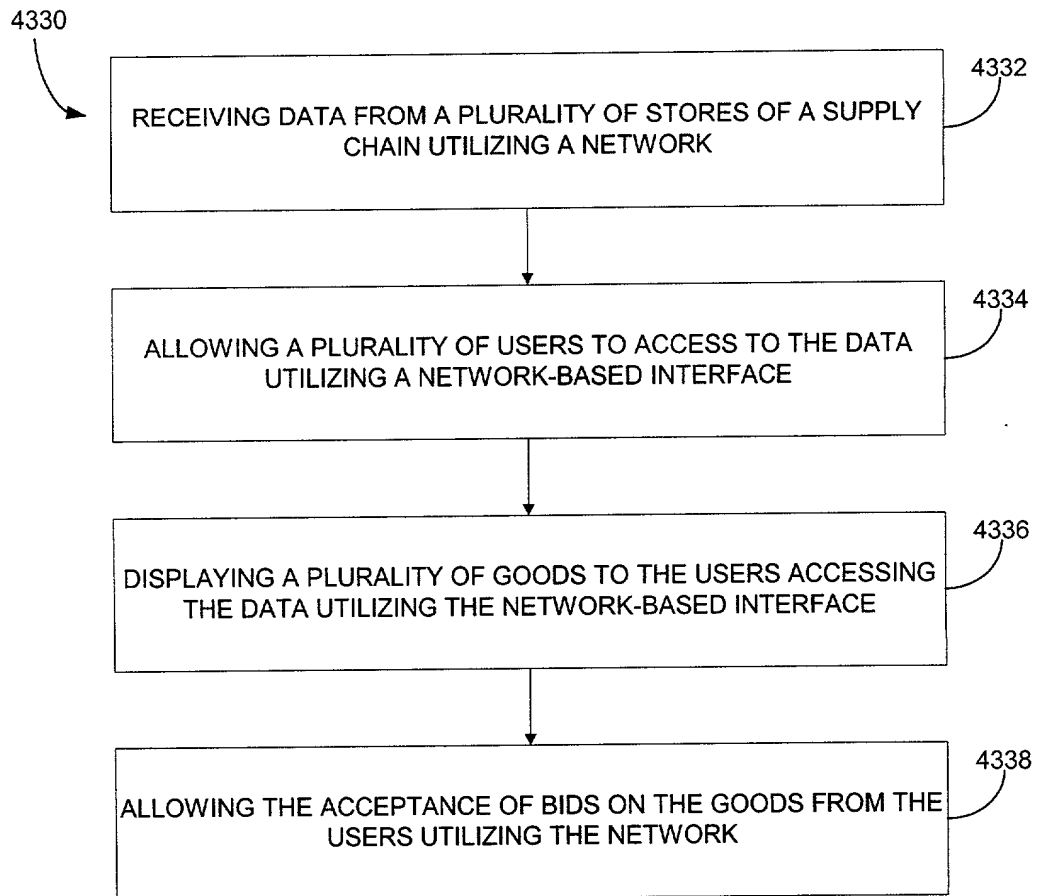 4330
4332
RECEIVING DATA FROM A PLURALITY OF STORES OF A SUPPLY
CHAIN UTILIZING A NETWORK
4334
ALLOWING A PLURALITY OF USERS TO ACCESS TO THE DATA
UTILIZING A NETWORK-BASED INTERFACE
4336
DISPLAYING A PLURALITY OF GOODS TO THE USERS ACCESSING
THE DATA UTILIZING THE NETWORK-BASED INTERFACE
4338
ALLOWING THE ACCEPTANCE OF BIDS ON THE GOODS FROM THE
USERS UTILIZING THE NETWORK